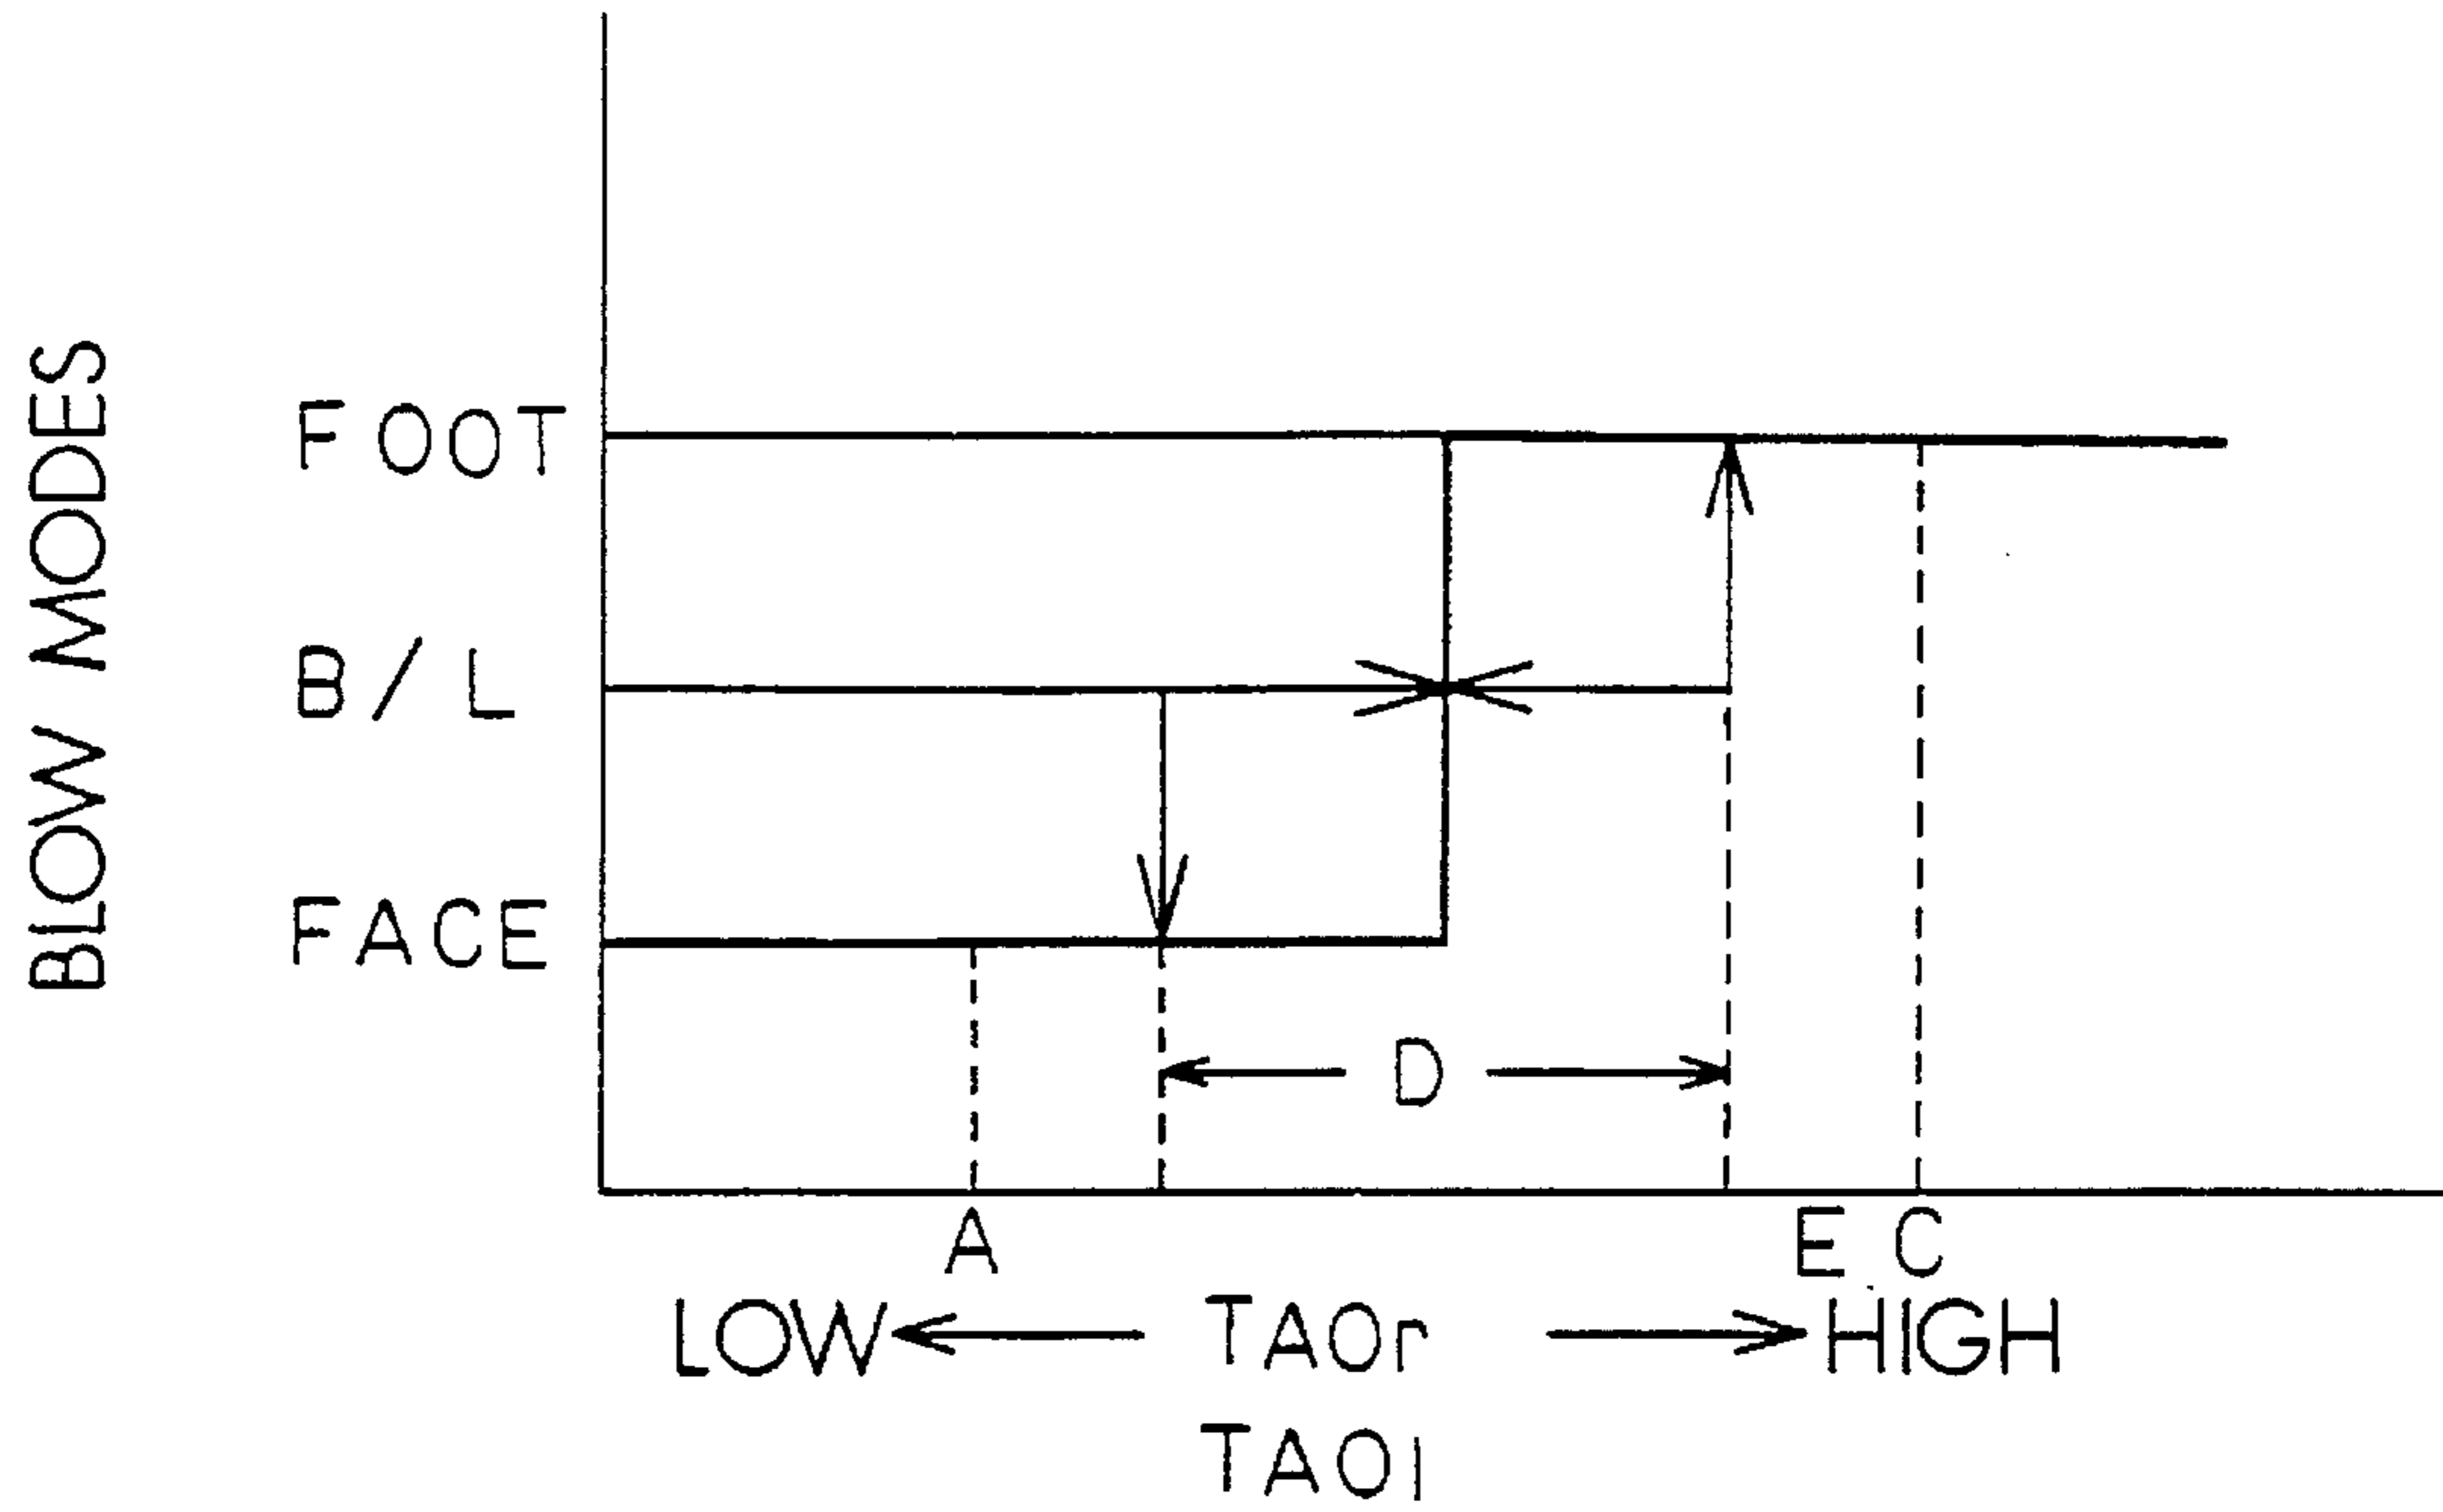 BLOW MODES
FOOT
B/L
FACE
D
A E C
LOW TAOr HIGH
TAOl